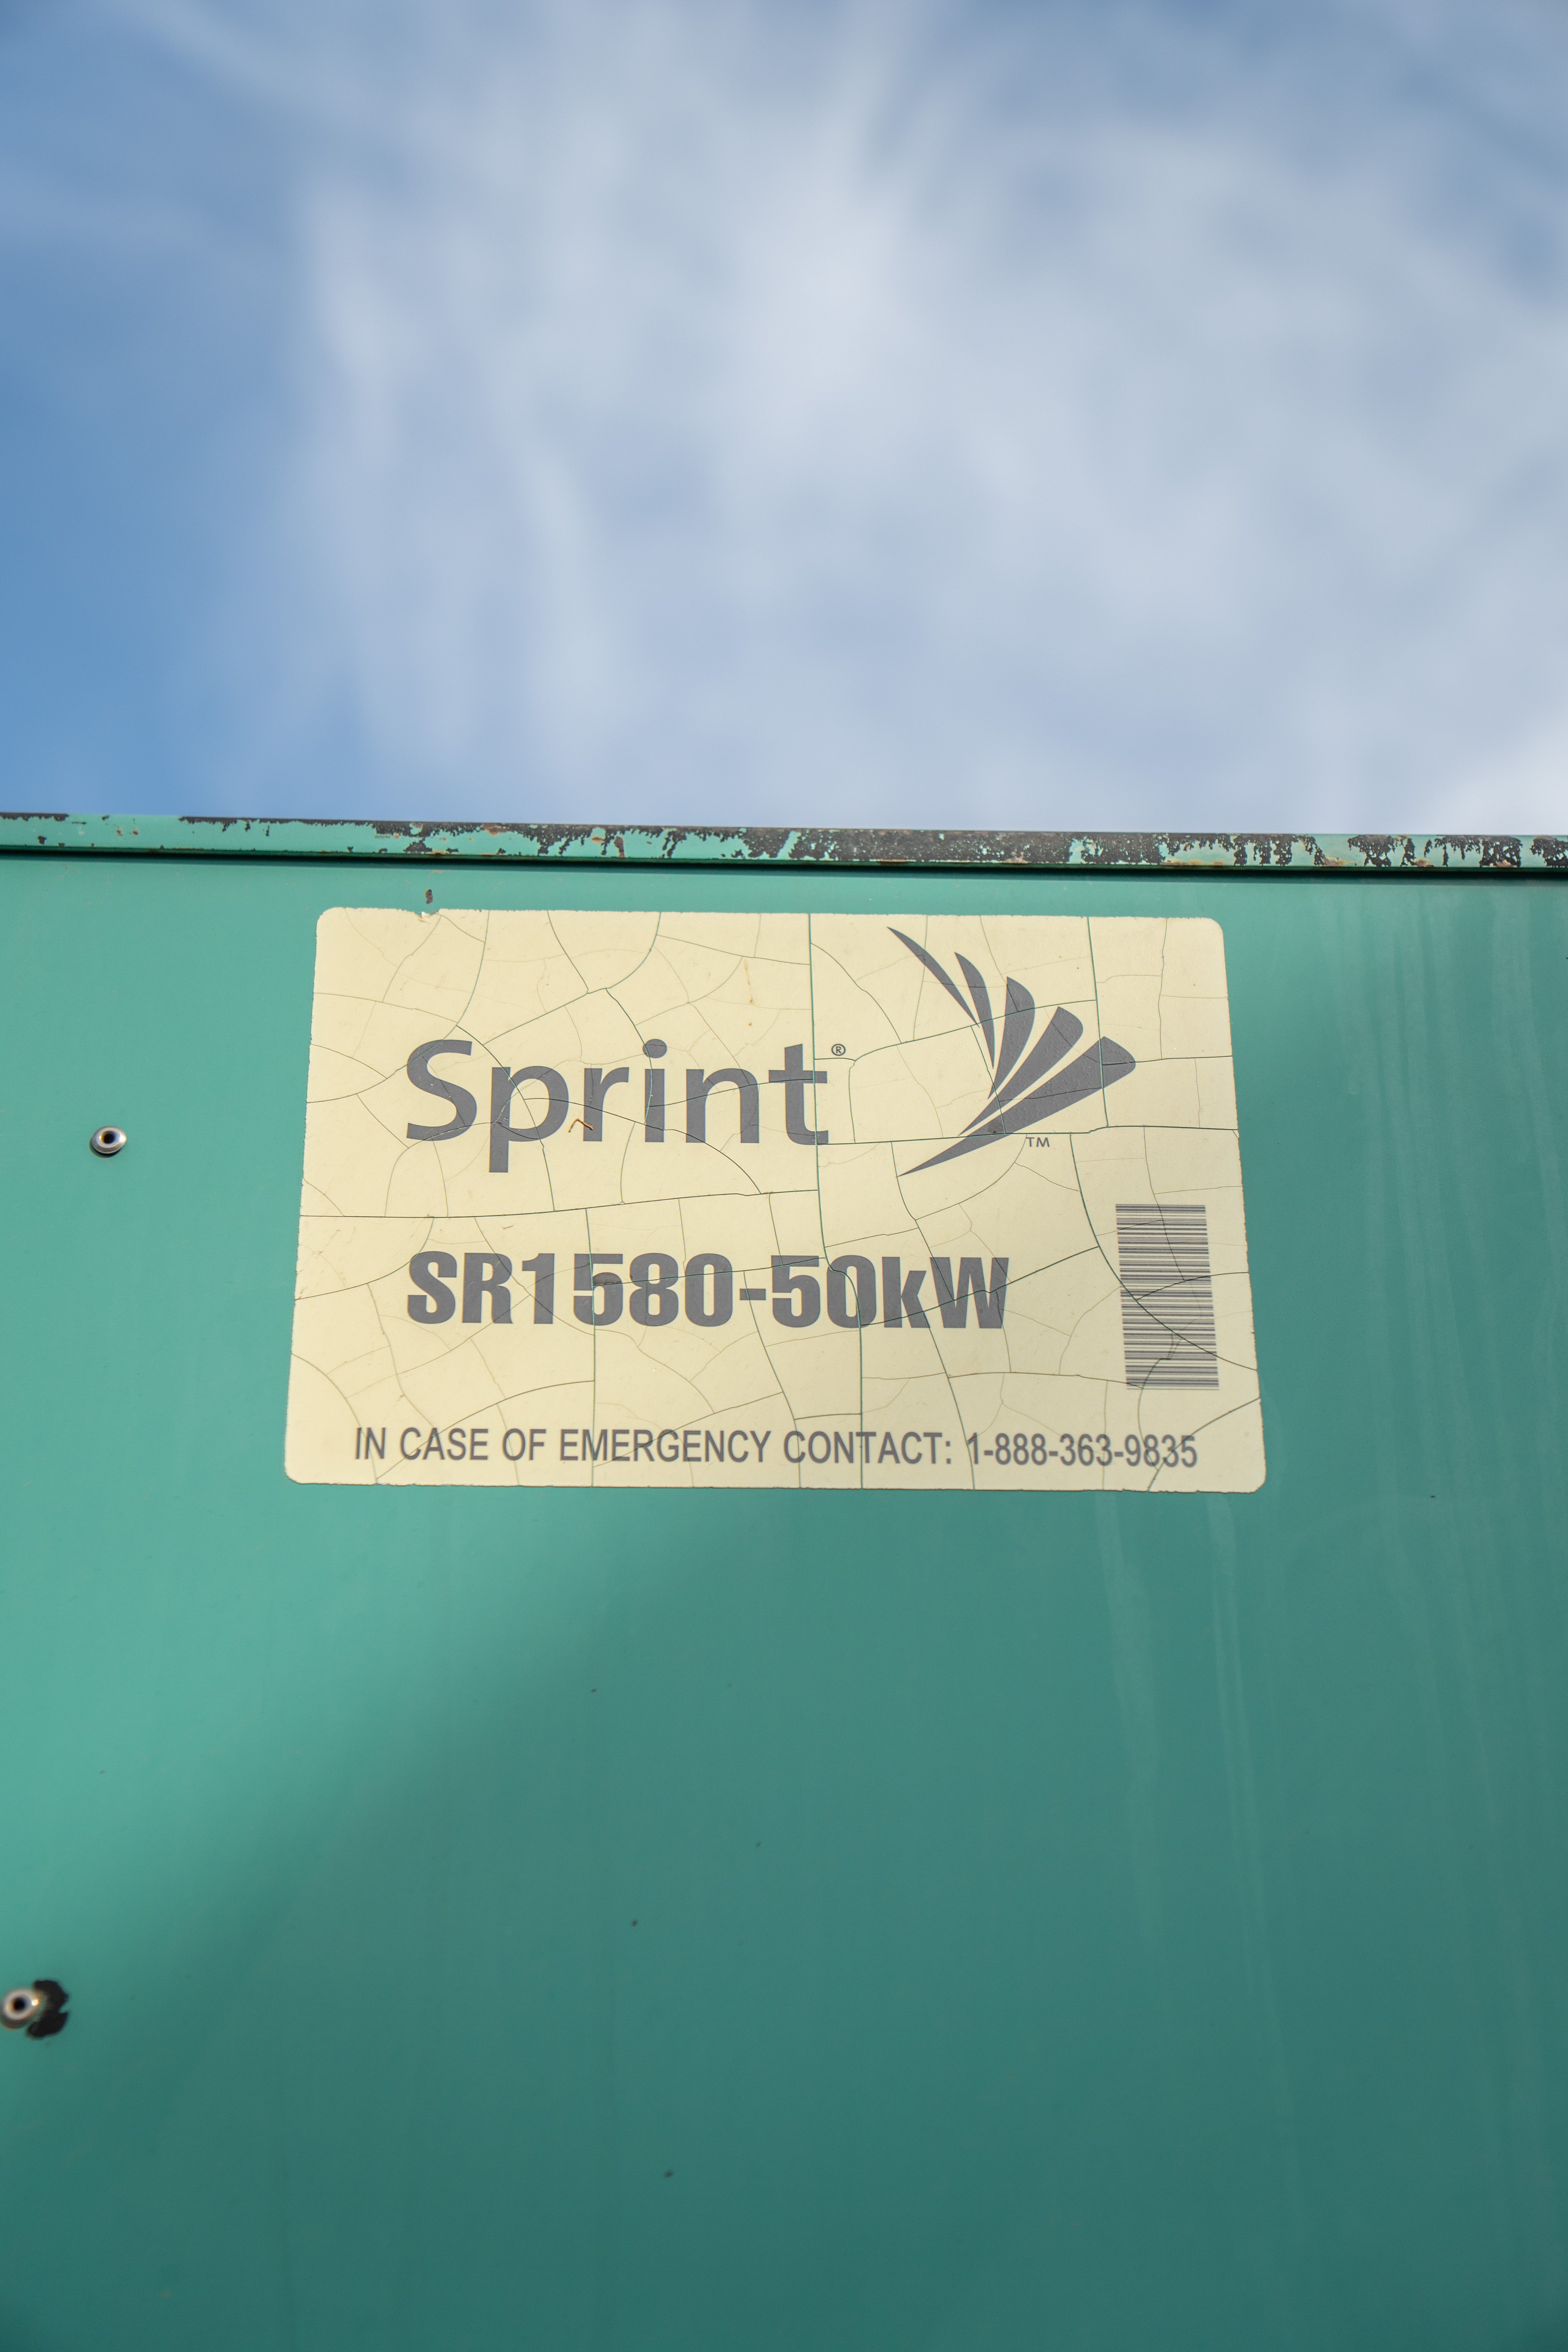 Sprint®
TM
SR1580-50kW
IN CASE OF EMERGENCY CONTACT: 1-888-363-9835